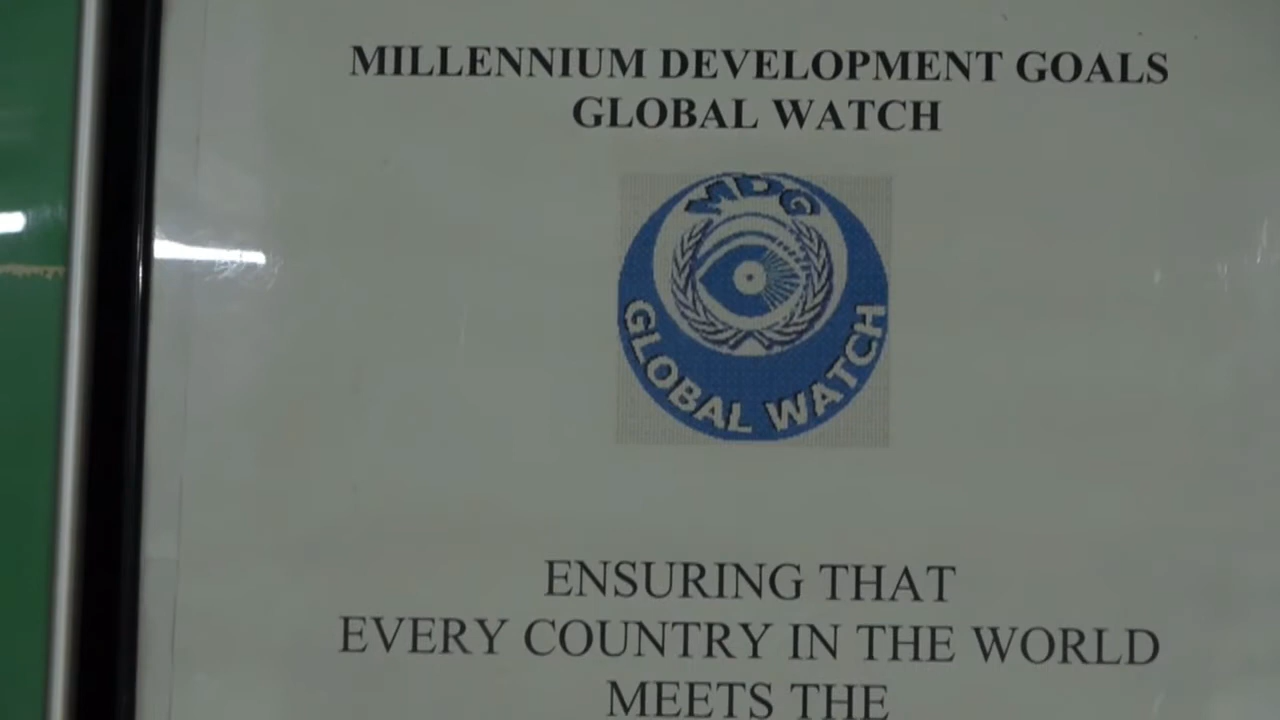 MILLENNIUM DEVELOPMENT GOALS
GLOBAL WATCH
MDG
GLOBAL WATCH
ENSURING THAT
EVERY COUNTRY IN THE WORLD
MEETS THE